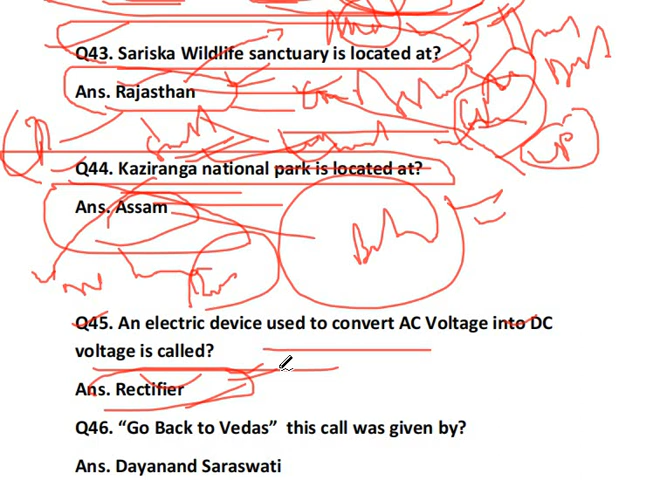 Q43. Sariska Wildlife sanctuary is located at?
Ans. Rajasthan
Q44. Kaziranga national park is located at?
Ans. Assam
Q45. An electric device used to convert AC Voltage into DC
voltage is called?
Ans. Rectifier
Q46. “Go Back to Vedas” this call was given by?
Ans. Dayanand Saraswati